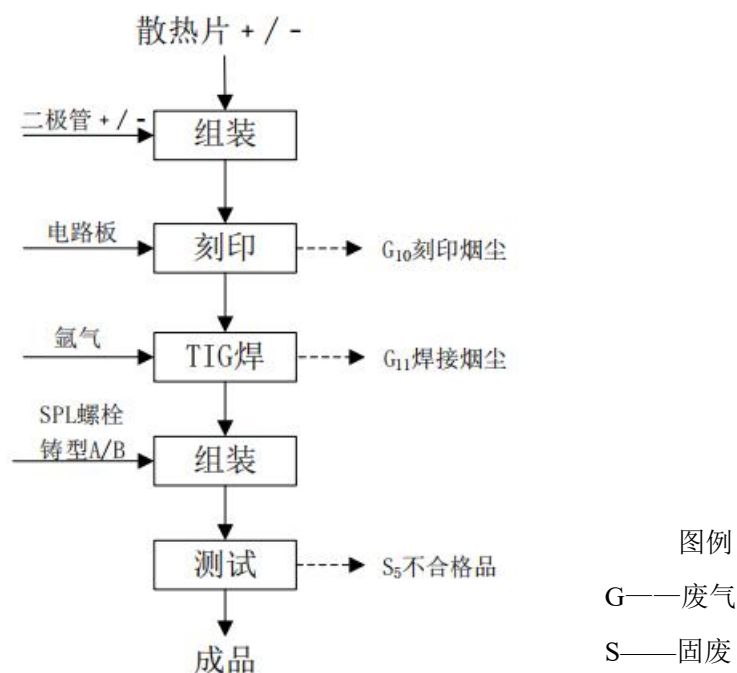 散热片 + / -
二极管 + / -
组装
电路板
刻印
G10刻印烟尘
氩气
TIG焊
G11焊接烟尘
SPL螺栓
铸型A/B
组装
测试
S5不合格品
成品
图例
G——废气
S——固废